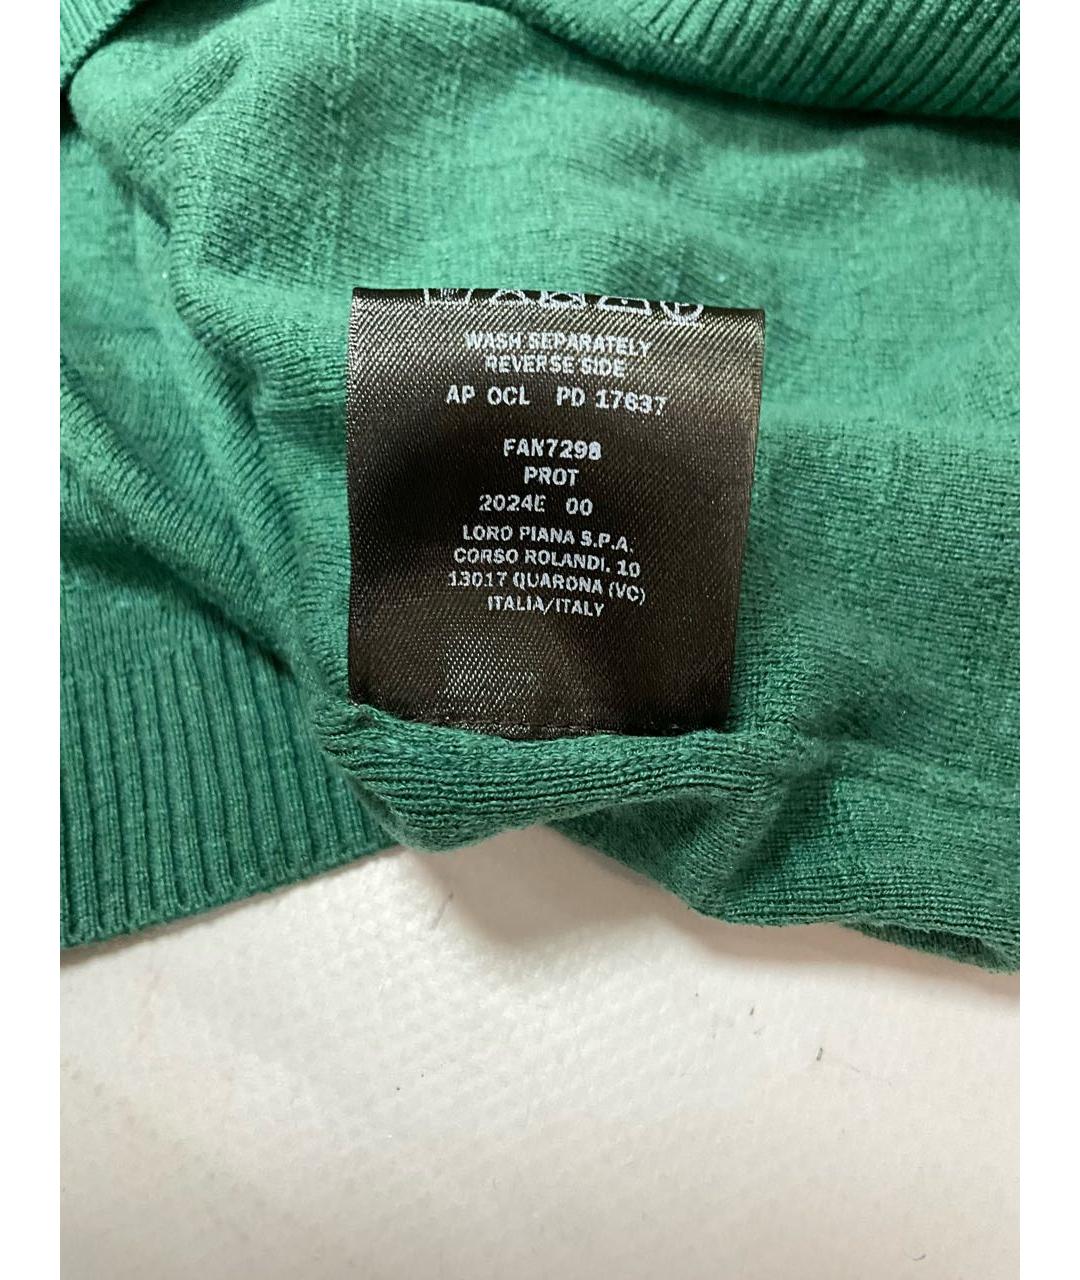 WASH SEPARATELY
REVERSE SIDE
AP OCL PD 17637
FAN7298
PROT
2024E 00
LORO PIANA S.P.A.
CORSO ROLANDI, 10
13017 QUARONA (VC)
ITALIA/ITALY